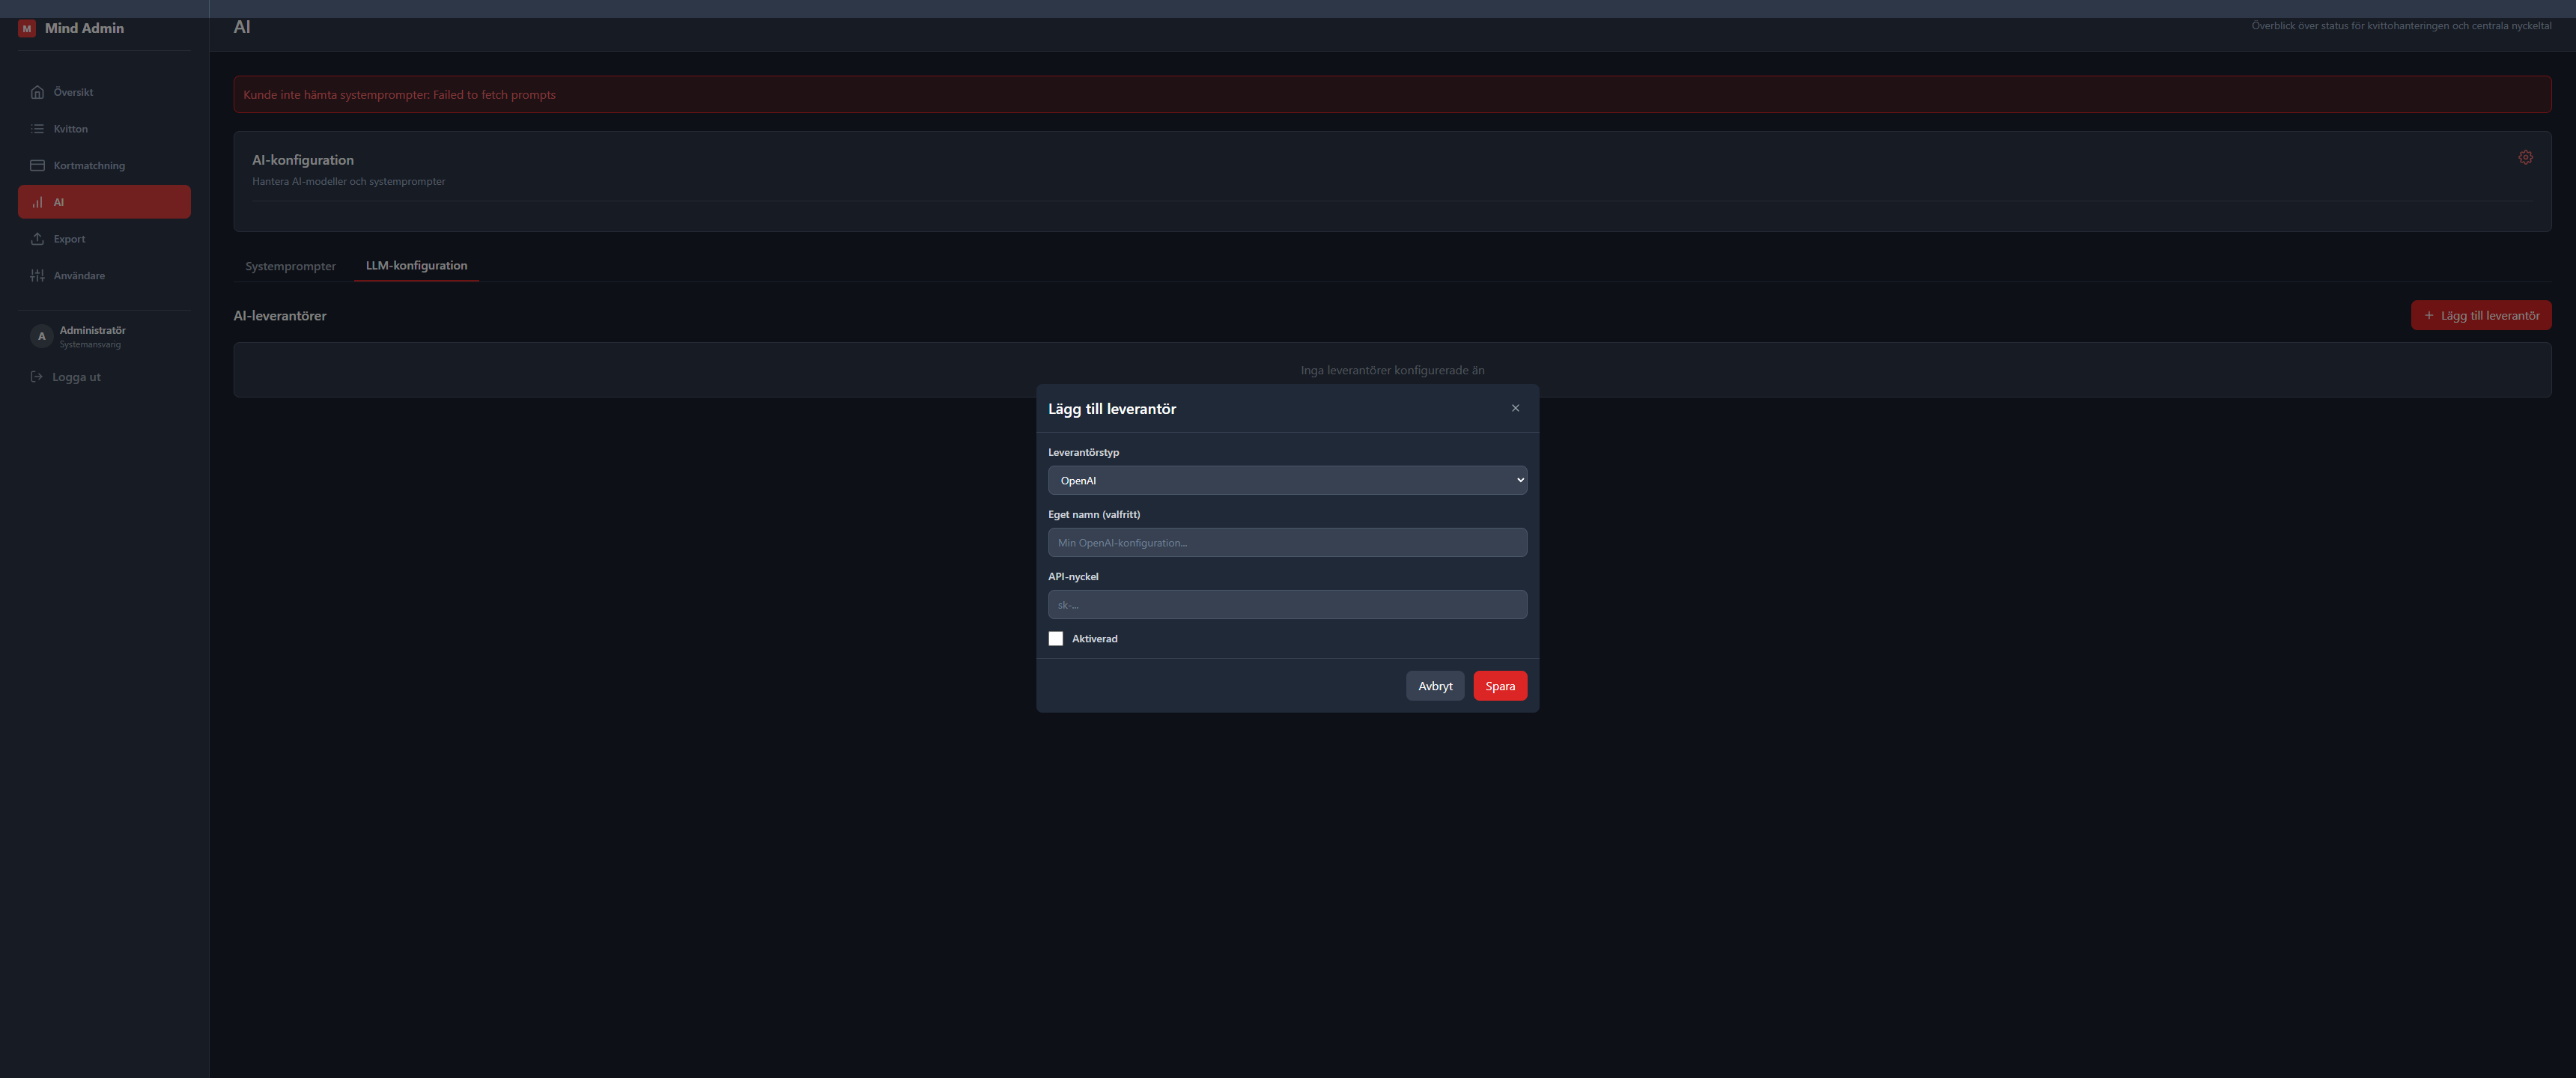 M Mind Admin
AI
Överblick över status för kvittohanteringen och centrala nyckeltal
Översikt
Kvitton
Kortmatchning
AI
Export
Användare
A
Administratör
Systemansvarig
Logga ut
Kunde inte hämta systemprompter: Failed to fetch prompts
AI-konfiguration
Hantera AI-modeller och systemprompter
Systemprompter
LLM-konfiguration
AI-leverantörer
+ Lägg till leverantör
Inga leverantörer konfigurerade än
Lägg till leverantör
×
Leverantörstyp
OpenAI
Eget namn (valfritt)
Min OpenAI-konfiguration...
API-nyckel
sk-...
Aktiverad
Avbryt
Spara